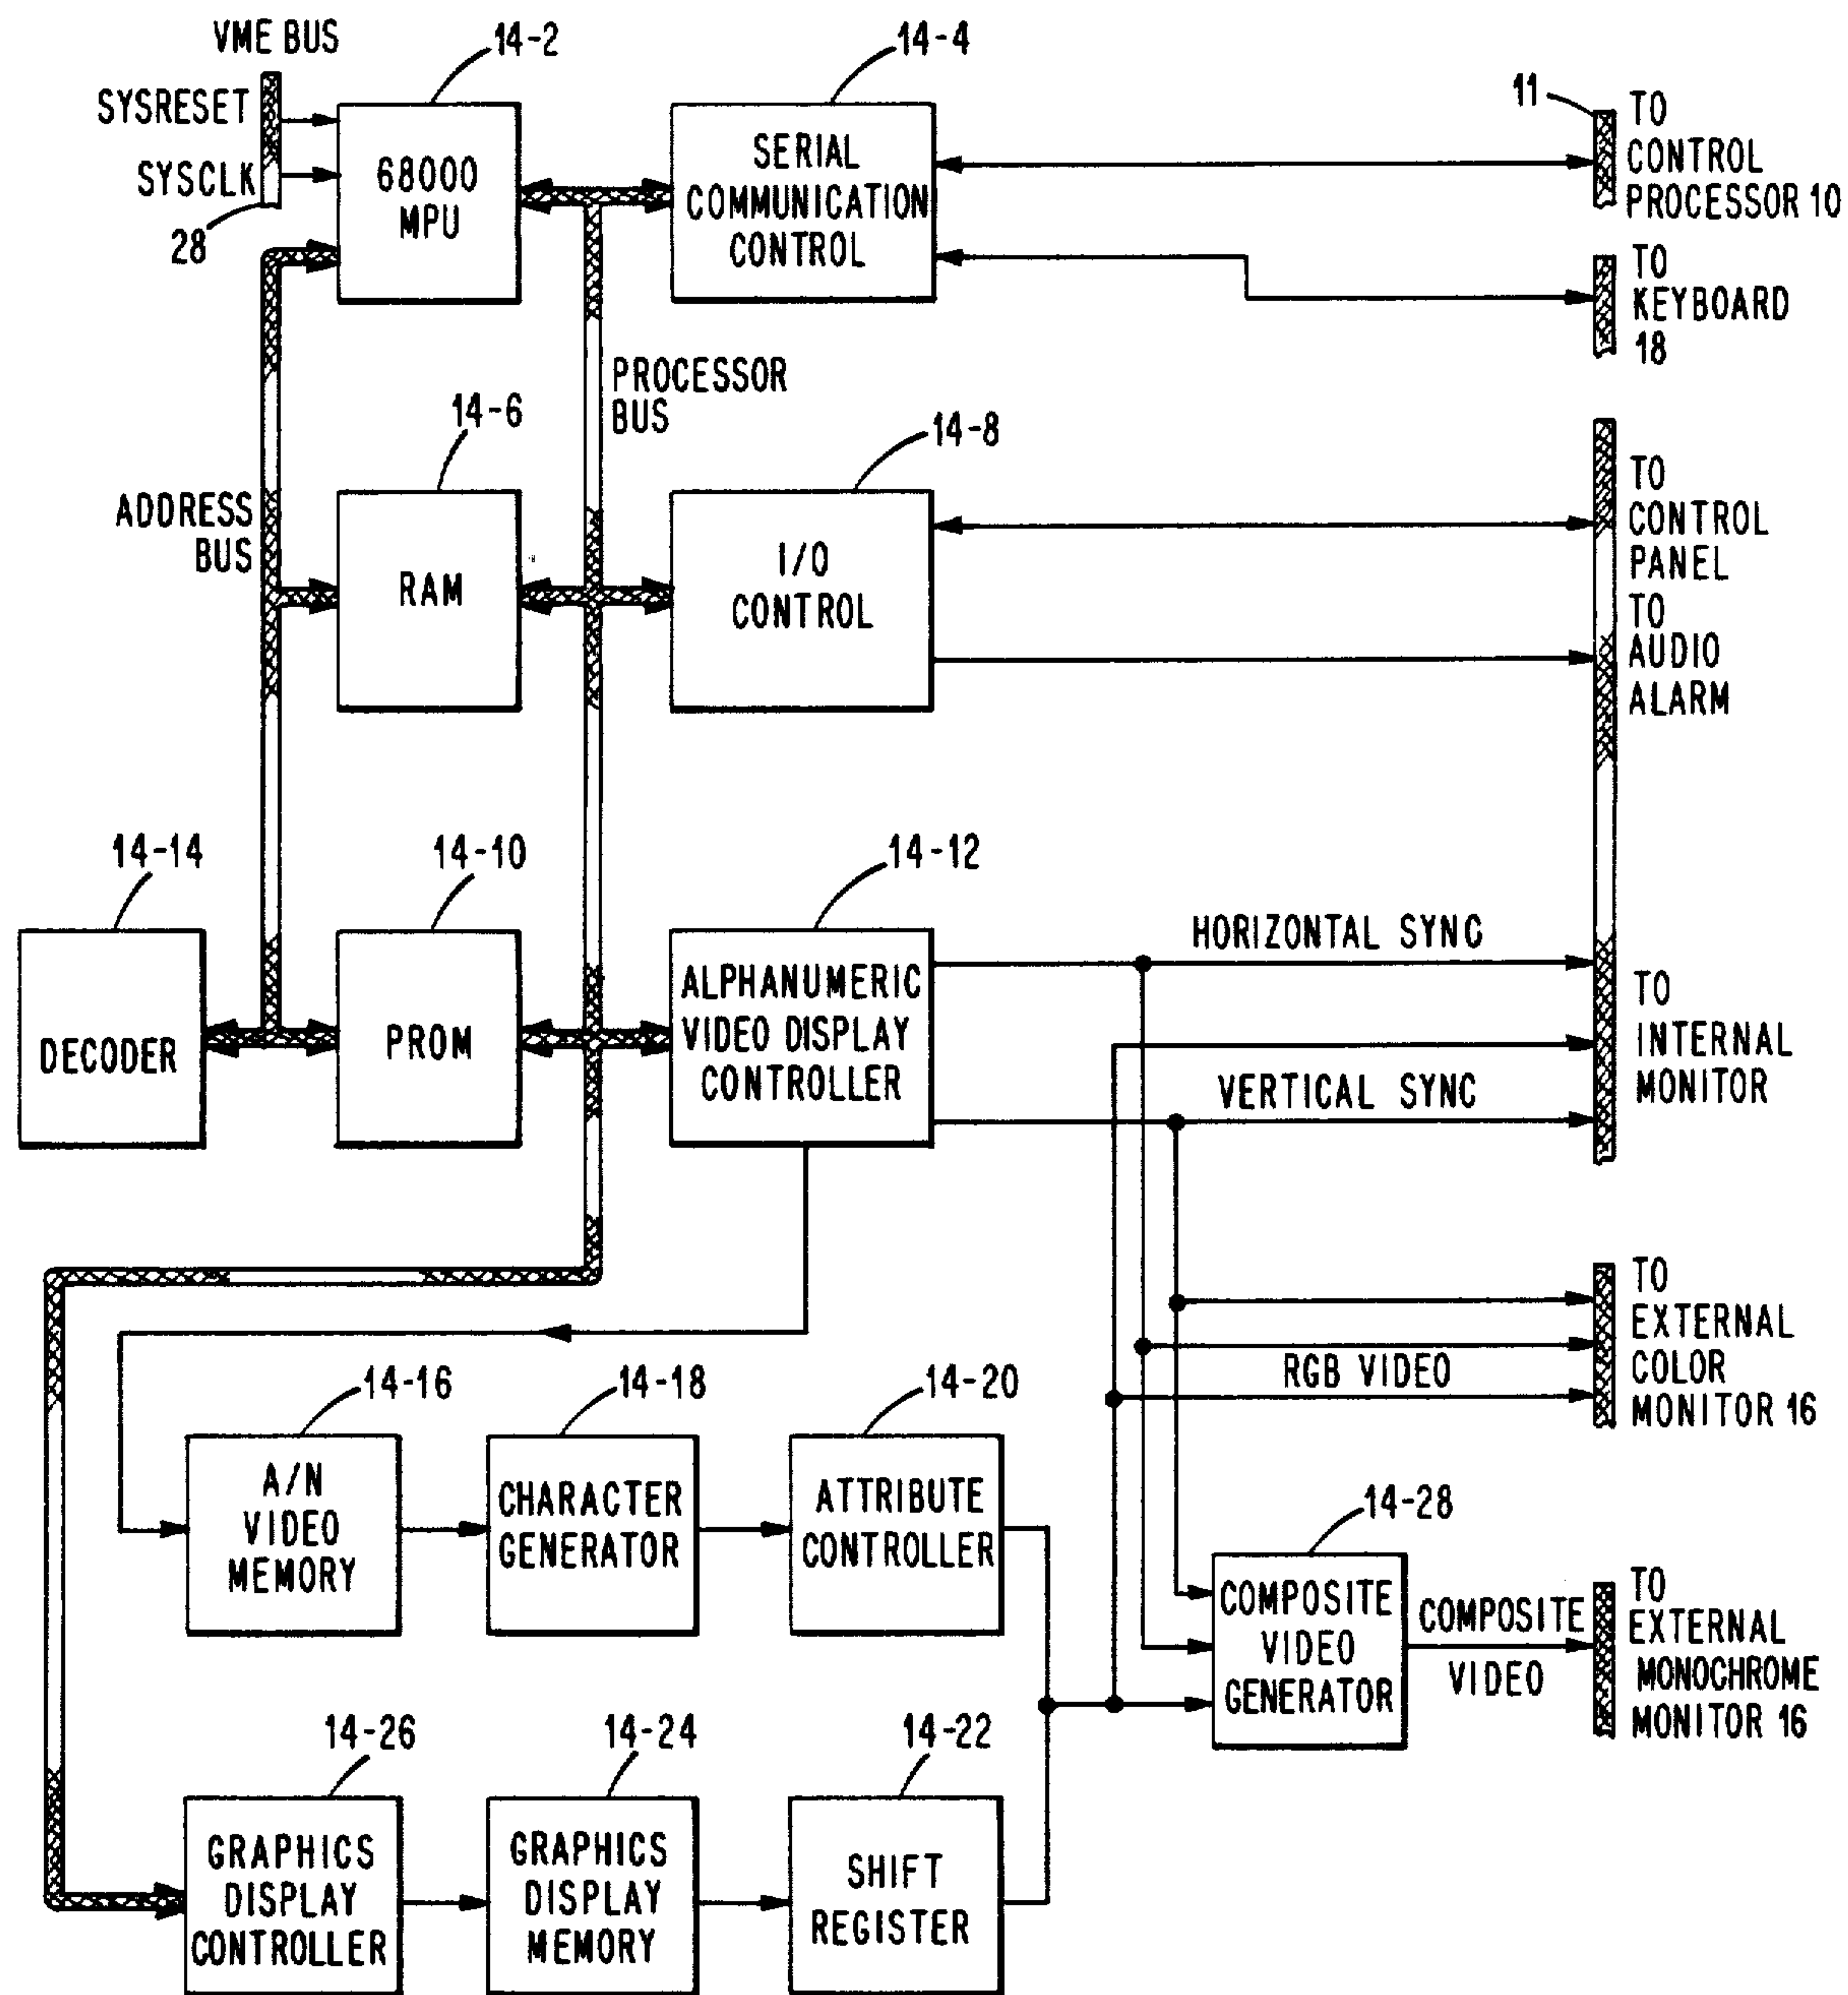 VME BUS
14-2
14-4
SYSRESET
SYSCLK
28
68000
MPU
SERIAL
COMMUNICATION
CONTROL
11
TO
CONTROL
PROCESSOR 10
TO
KEYBOARD
18
PROCESSOR
BUS
14-6
14-8
ADDRESS
BUS
RAM
I/O
CONTROL
TO
CONTROL
PANEL
TO
AUDIO
ALARM
14-14
14-10
14-12
DECODER
PROM
ALPHANUMERIC
VIDEO DISPLAY
CONTROLLER
HORIZONTAL SYNC
VERTICAL SYNC
TO
INTERNAL
MONITOR
RGB VIDEO
TO
EXTERNAL
COLOR
MONITOR 16
14-16
14-18
14-20
A/N
VIDEO
MEMORY
CHARACTER
GENERATOR
ATTRIBUTE
CONTROLLER
14-28
COMPOSITE
VIDEO
GENERATOR
COMPOSITE
VIDEO
TO
EXTERNAL
MONOCHROME
MONITOR 16
14-26
14-24
14-22
GRAPHICS
DISPLAY
CONTROLLER
GRAPHICS
DISPLAY
MEMORY
SHIFT
REGISTER